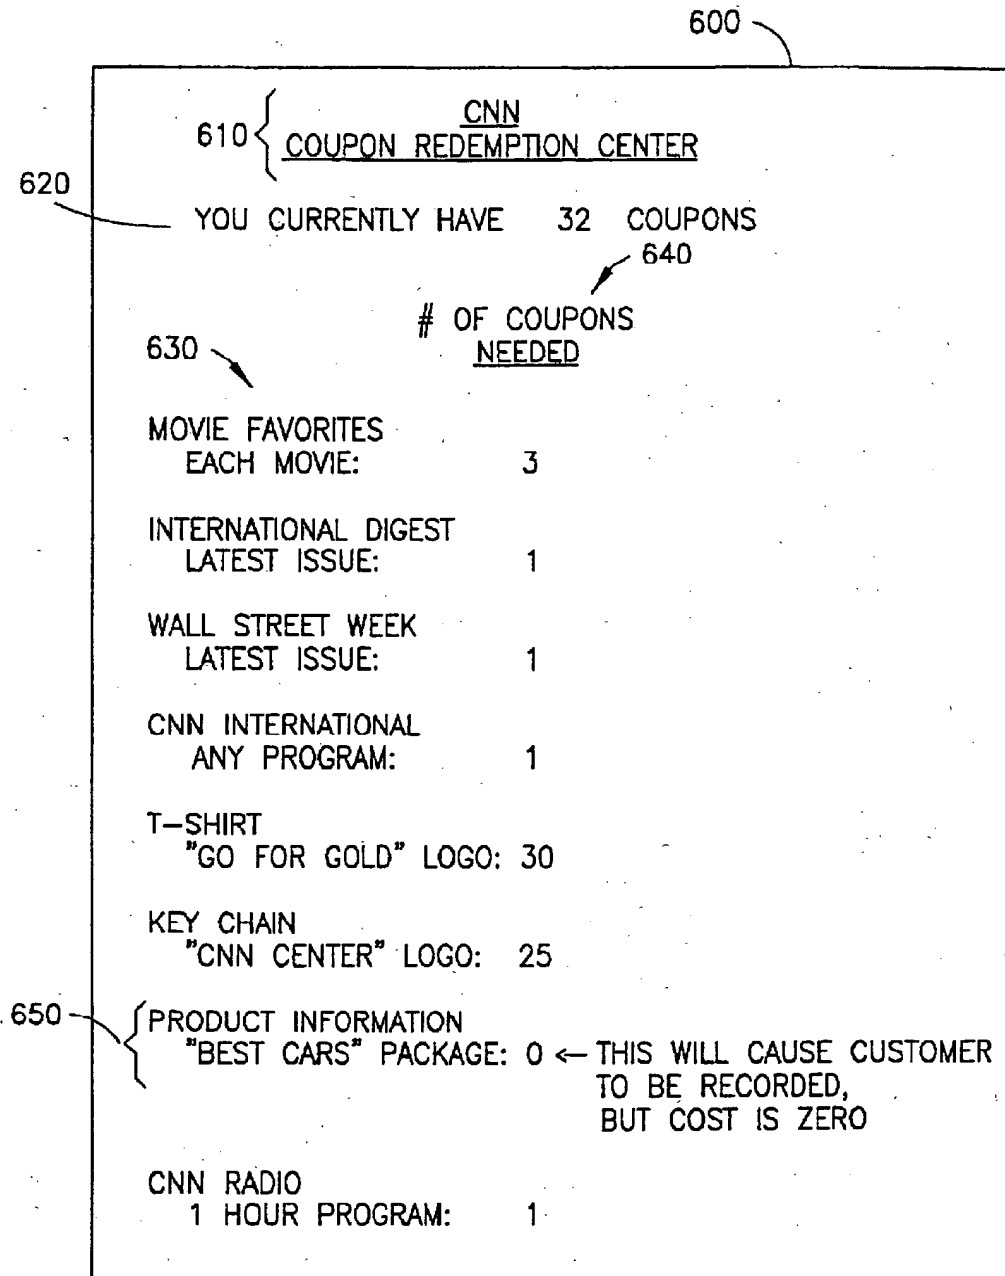 600
CNN
610 COUPON REDEMPTION CENTER
620
YOU CURRENTLY HAVE 32 COUPONS
640
# OF COUPONS
NEEDED
630
MOVIE FAVORITES
EACH MOVIE: 3
INTERNATIONAL DIGEST
LATEST ISSUE: 1
WALL STREET WEEK
LATEST ISSUE: 1
CNN INTERNATIONAL
ANY PROGRAM: 1
T-SHIRT
"GO FOR GOLD" LOGO: 30
KEY CHAIN
"CNN CENTER" LOGO: 25
650 PRODUCT INFORMATION
"BEST CARS" PACKAGE: 0 ← THIS WILL CAUSE CUSTOMER
TO BE RECORDED,
BUT COST IS ZERO
CNN RADIO
1 HOUR PROGRAM: 1